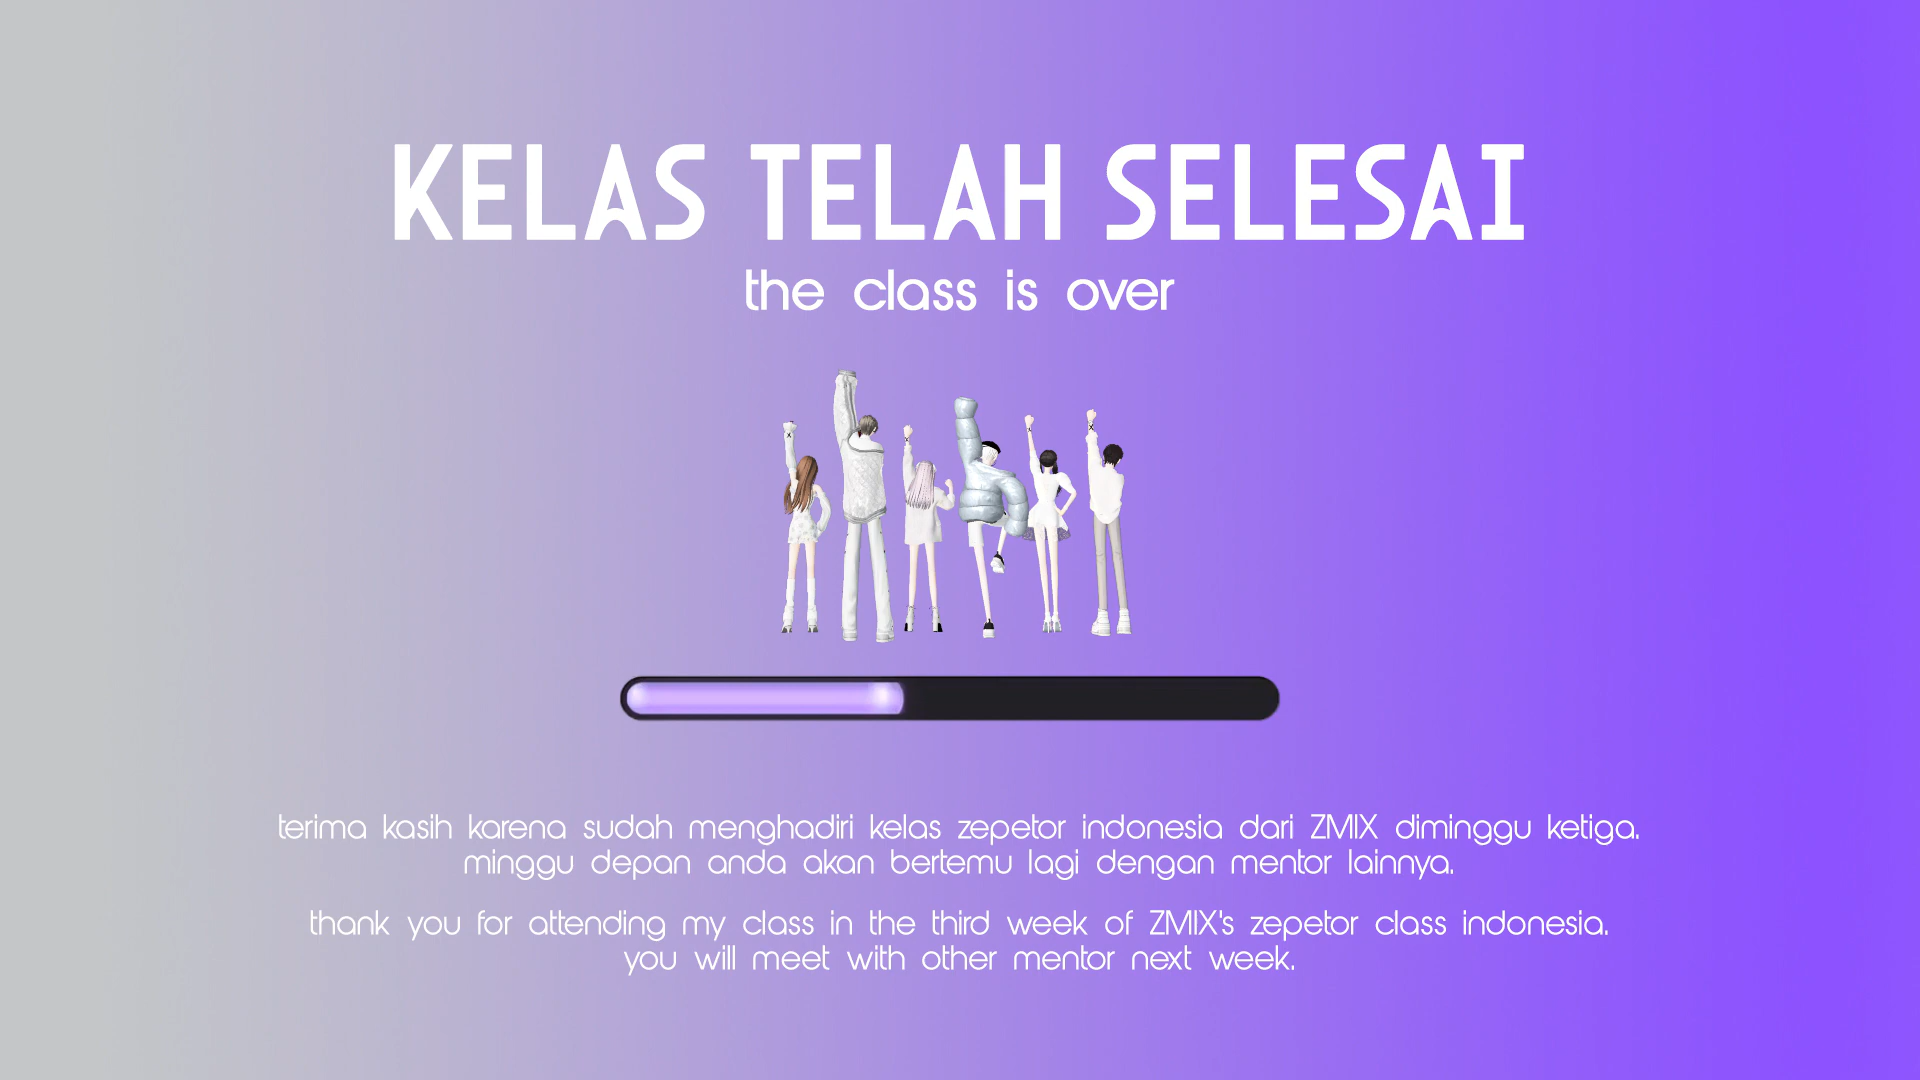 KELAS TELAH SELESAI
the class is over
terima kasih karena sudah menghadiri kelas zepetor indonesia dari ZMIX diminggu ketiga.
minggu depan anda akan bertemu lagi dengan mentor lainnya.
thank you for attending my class in the third week of ZMIX's zepetor class indonesia.
you will meet with other mentor next week.